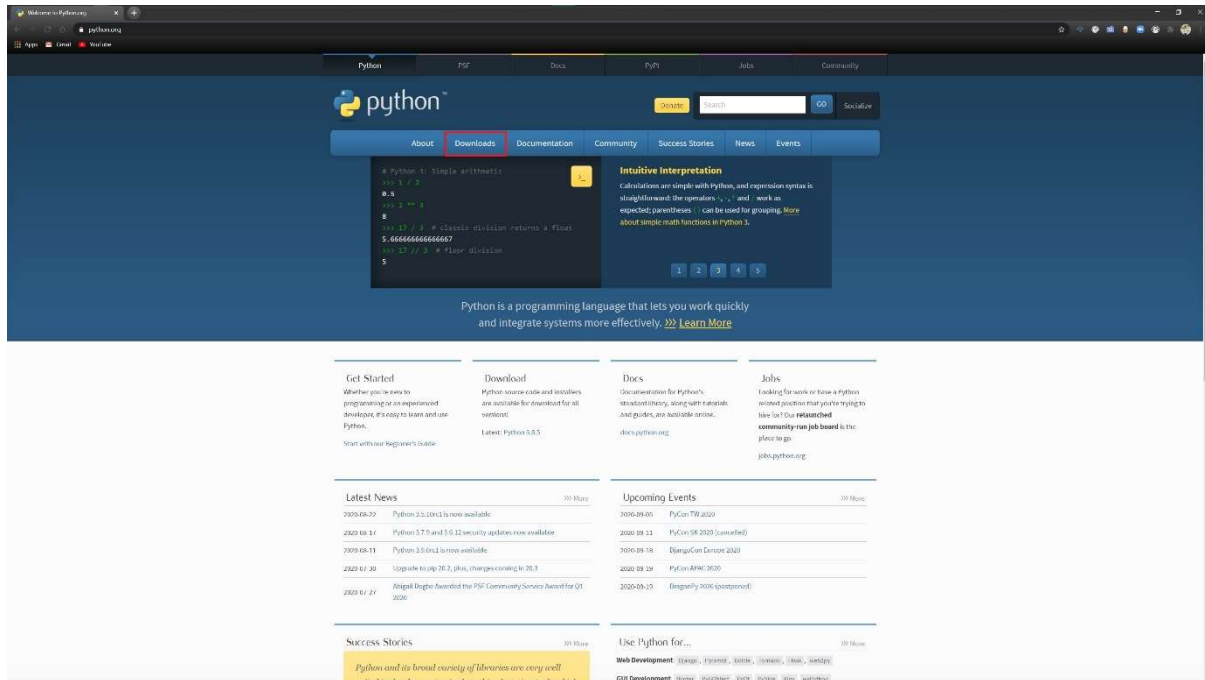 Welcome to Python.org
python.org
Apps Gmail YouTube
Python PSF Docs PyPI Jobs Community
python™
Donate Search GO Socialize
About Downloads Documentation Community Success Stories News Events
# Python 3: Simple arithmetic
>>> 1 / 2
0.5
>>> 2 ** 3
8
>>> 17 / 3 # classic division returns a float
5.666666666666667
>>> 17 // 3 # floor division
5
>_
Intuitive Interpretation
Calculations are simple with Python, and expression syntax is
straightforward: the operators +, -, * and / work as
expected; parentheses () can be used for grouping. More
about simple math functions in Python 3.
1 2 3 4 5
Python is a programming language that lets you work quickly
and integrate systems more effectively. >>> Learn More
Get Started
Whether you're new to
programming or an experienced
developer, it's easy to learn and use
Python.
Start with our Beginner's Guide
Download
Python source code and installers
are available for download for all
versions!
Latest: Python 3.8.5
Docs
Documentation for Python's
standard library, along with tutorials
and guides, are available online.
docs.python.org
Jobs
Looking for work or have a Python
related position that you're trying to
hire for? Our relaunched
community-run job board is the
place to go.
jobs.python.org
Latest News >>> More
2020-08-22 Python 3.5.10rc1 is now available
2020-08-17 Python 3.7.9 and 3.6.12 security updates now available
2020-08-11 Python 3.9.0rc1 is now available
2020-07-30 Upgrade to pip 20.2, plus, changes coming in 20.3
2020-07-27 Abigail Dogbe Awarded the PSF Community Service Award for Q1
2020
Upcoming Events >>> More
2020-09-05 PyCon TW 2020
2020-09-11 PyCon SK 2020 (cancelled)
2020-09-18 DjangoCon Europe 2020
2020-09-19 PyCon APAC 2020
2020-09-19 DragonPy 2020 (postponed)
Success Stories >>> More
Python and its broad variety of libraries are very well
Use Python for... >>> More
Web Development: Django , Pyramid , Bottle , Tornado , Flask , web2py
GUI Development: tkInter , PyGObject , PyQt , PySide , Kivy , wxPython